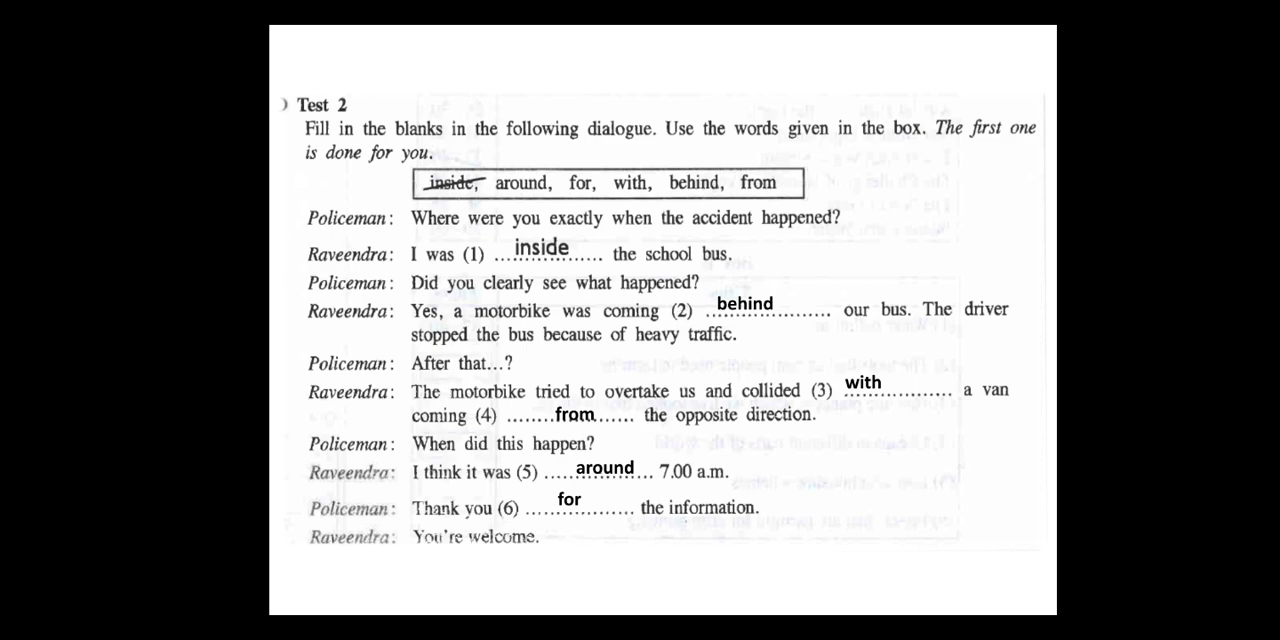 ) Test 2
Fill in the blanks in the following dialogue. Use the words given in the box. The first one
is done for you.
inside, around, for, with, behind, from
Policeman: Where were you exactly when the accident happened?
Raveendra: I was (1) ....inside...... the school bus.
Policeman: Did you clearly see what happened?
Raveendra: Yes, a motorbike was coming (2) ..behind.......... our bus. The driver
stopped the bus because of heavy traffic.
Policeman: After that...?
Raveendra: The motorbike tried to overtake us and collided (3) with.............. a van
coming (4) ........from....... the opposite direction.
Policeman: When did this happen?
Raveendra: I think it was (5) .....around.... 7.00 a.m.
Policeman: Thank you (6) ......for.......... the information.
Raveendra: You're welcome.